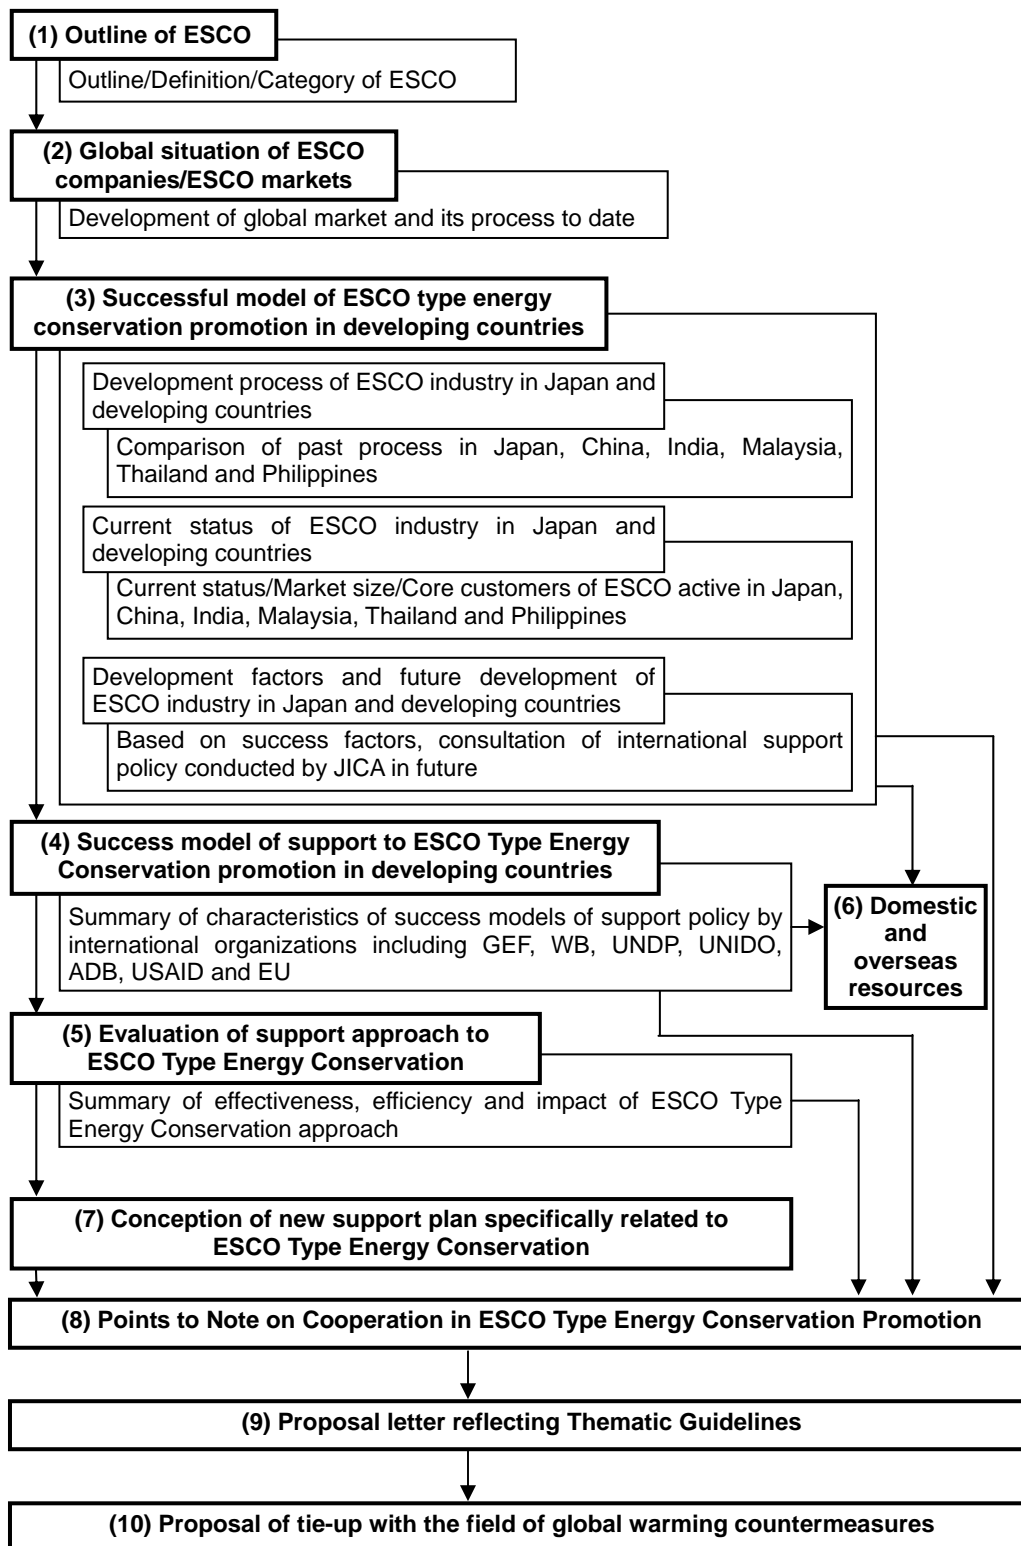 (1) Outline of ESCO
Outline/Definition/Category of ESCO
(2) Global situation of ESCO
companies/ESCO markets
Development of global market and its process to date
(3) Successful model of ESCO type energy
conservation promotion in developing countries
Development process of ESCO industry in Japan and
developing countries
Comparison of past process in Japan, China, India, Malaysia,
Thailand and Philippines
Current status of ESCO industry in Japan and
developing countries
Current status/Market size/Core customers of ESCO active in Japan,
China, India, Malaysia, Thailand and Philippines
Development factors and future development of
ESCO industry in Japan and developing countries
Based on success factors, consultation of international support
policy conducted by JICA in future
(4) Success model of support to ESCO Type Energy
Conservation promotion in developing countries
Summary of characteristics of success models of support policy by
international organizations including GEF, WB, UNDP, UNIDO,
ADB, USAID and EU
(6) Domestic
and
overseas
resources
(5) Evaluation of support approach to
ESCO Type Energy Conservation
Summary of effectiveness, efficiency and impact of ESCO Type
Energy Conservation approach
(7) Conception of new support plan specifically related to
ESCO Type Energy Conservation
(8) Points to Note on Cooperation in ESCO Type Energy Conservation Promotion
(9) Proposal letter reflecting Thematic Guidelines
(10) Proposal of tie-up with the field of global warming countermeasures